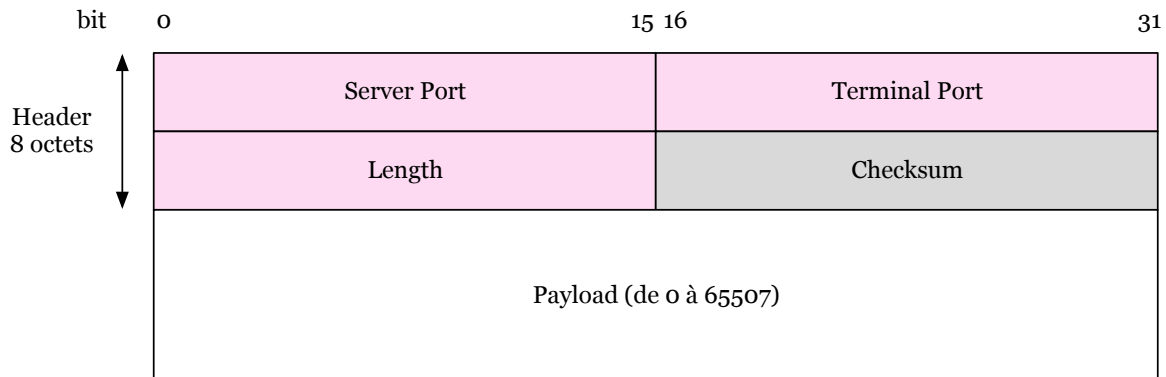 bit 0 15 16 31
Server Port Terminal Port
Header
8 octets
Length Checksum
Payload (de 0 à 65507)